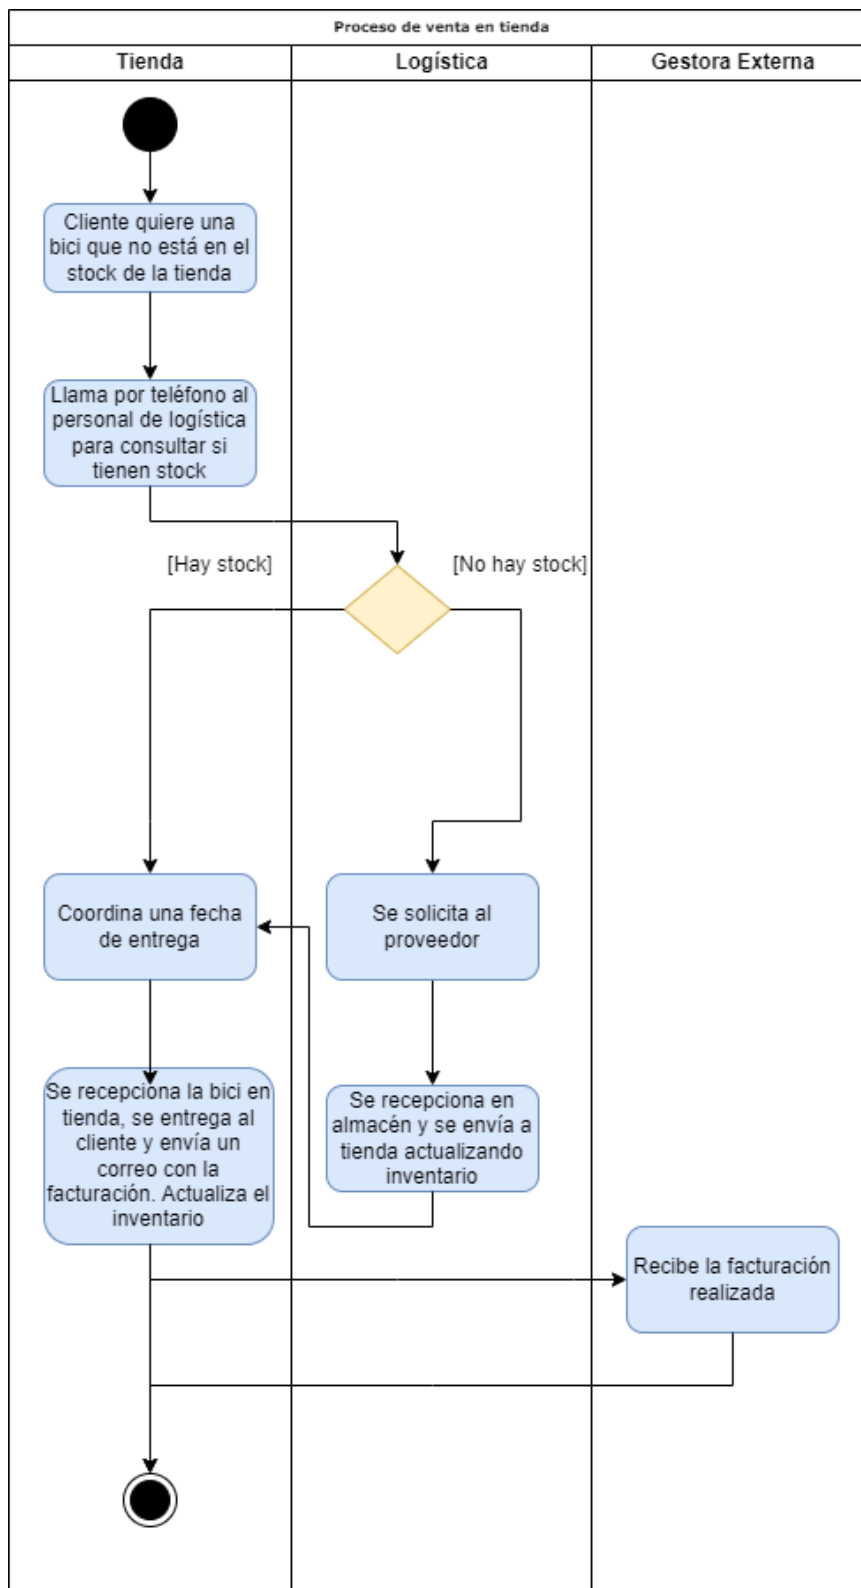 Proceso de venta en tienda
Tienda
Logística
Gestora Externa
Cliente quiere una
bici que no está en el
stock de la tienda
Llama por teléfono al
personal de logística
para consultar si
tienen stock
[Hay stock]
[No hay stock]
Coordina una fecha
de entrega
Se solicita al
proveedor
Se recepciona la bici en
tienda, se entrega al
cliente y envía un
correo con la
facturación. Actualiza el
inventario
Se recepciona en
almacén y se envía a
tienda actualizando
inventario
Recibe la facturación
realizada